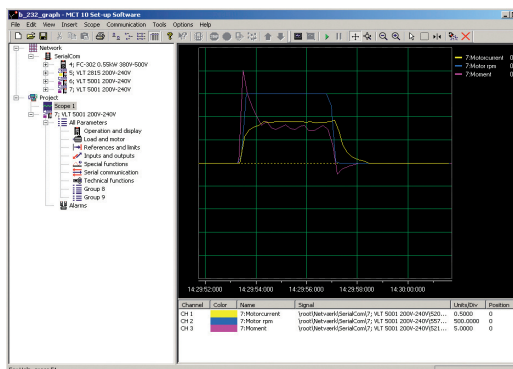 b_232_graph - MCT 10 Set-up Software
File Edit View Insert Scope Communication Tools Options Help
Network
SerialCom
4; FC-302 0.55kW 380V-500V
5; VLT 2815 200V-240V
6; VLT 5001 200V-240V
7; VLT 5001 200V-240V
Project
Scope 1
7; VLT 5001 200V-240V
All Parameters
Operation and display
Load and motor
References and limits
Inputs and outputs
Special functions
Serial communication
Technical functions
Group 8
Group 9
Alarms
7:Motorcurrent 0
7:Motor rpm 0
7:Moment 0
14:29:52:000 14:29:54:000 14:29:56:000 14:29:58:000 14:30:00:000
Channel Color Name Signal Units/Div Position
CH 1 7:Motorcurrent \root\Netvaerk\SerialCom\7; VLT 5001 200V-240V\520... 0.5000 0
CH 2 7:Motor rpm \root\Netvaerk\SerialCom\7; VLT 5001 200V-240V\557... 500.0000 0
CH 3 7:Moment \root\Netvaerk\SerialCom\7; VLT 5001 200V-240V\521... 5.0000 0